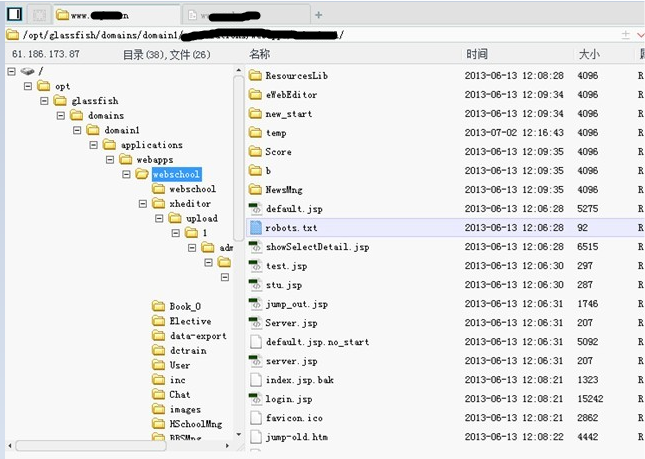 www.
/opt/glassfish/domains/domain1/
61.186.173.87 目录(38),文件(26) 名称 时间 大小
/
opt
glassfish
domains
domain1
applications
webapps
webschool
webschool
xheditor
upload
1
adm
Book_O
Elective
data-export
dctrain
User
inc
Chat
images
HSchoolMng
BBSMng
ResourcesLib 2013-06-13 12:08:28 4096
eWebEditor 2013-06-13 12:09:34 4096
new_start 2013-06-13 12:09:34 4096
temp 2013-07-02 12:16:43 4096
Score 2013-06-13 12:09:35 4096
b 2013-06-13 12:09:35 4096
NewsMng 2013-06-13 12:09:35 4096
default.jsp 2013-06-13 12:06:28 5275 R
robots.txt 2013-06-13 12:06:28 92 R
showSelectDetail.jsp 2013-06-13 12:06:28 6515 R
test.jsp 2013-06-13 12:06:30 297 R
stu.jsp 2013-06-13 12:06:30 287 R
jump_out.jsp 2013-06-13 12:06:31 1746 R
Server.jsp 2013-06-13 12:06:31 207 R
default.jsp.no_start 2013-06-13 12:06:31 5092 R
server.jsp 2013-06-13 12:06:31 207 R
index.jsp.bak 2013-06-13 12:08:21 1323 R
login.jsp 2013-06-13 12:08:21 15242 R
favicon.ico 2013-06-13 12:08:21 2862 R
jump-old.htm 2013-06-13 12:08:22 4442 R